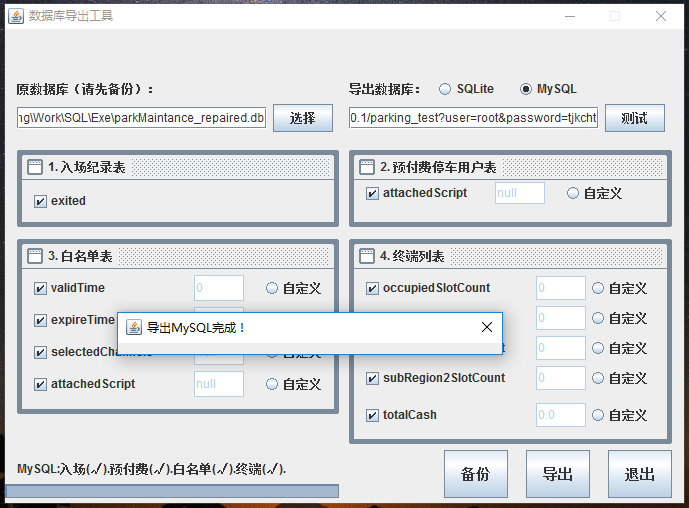 数据库导出工具
原数据库（请先备份）：
导出数据库： SQLite MySQL
ng\Work\SQL\Exe\parkMaintance_repaired.db 选择
0.1/parking_test?user=root&password=tjkcht 测试
1. 入场纪录表
exited
2. 预付费停车用户表
attachedScript null 自定义
3. 白名单表
validTime 0 自定义
expireTime
自定义
attachedScript null 自定义
4. 终端列表
occupiedSlotCount 0 自定义
0 自定义
0 自定义
subRegion2SlotCount 0 自定义
totalCash 0.0 自定义
导出MySQL完成！
MySQL:入场(√).预付费(√).白名单(√).终端(√).
备份 导出 退出